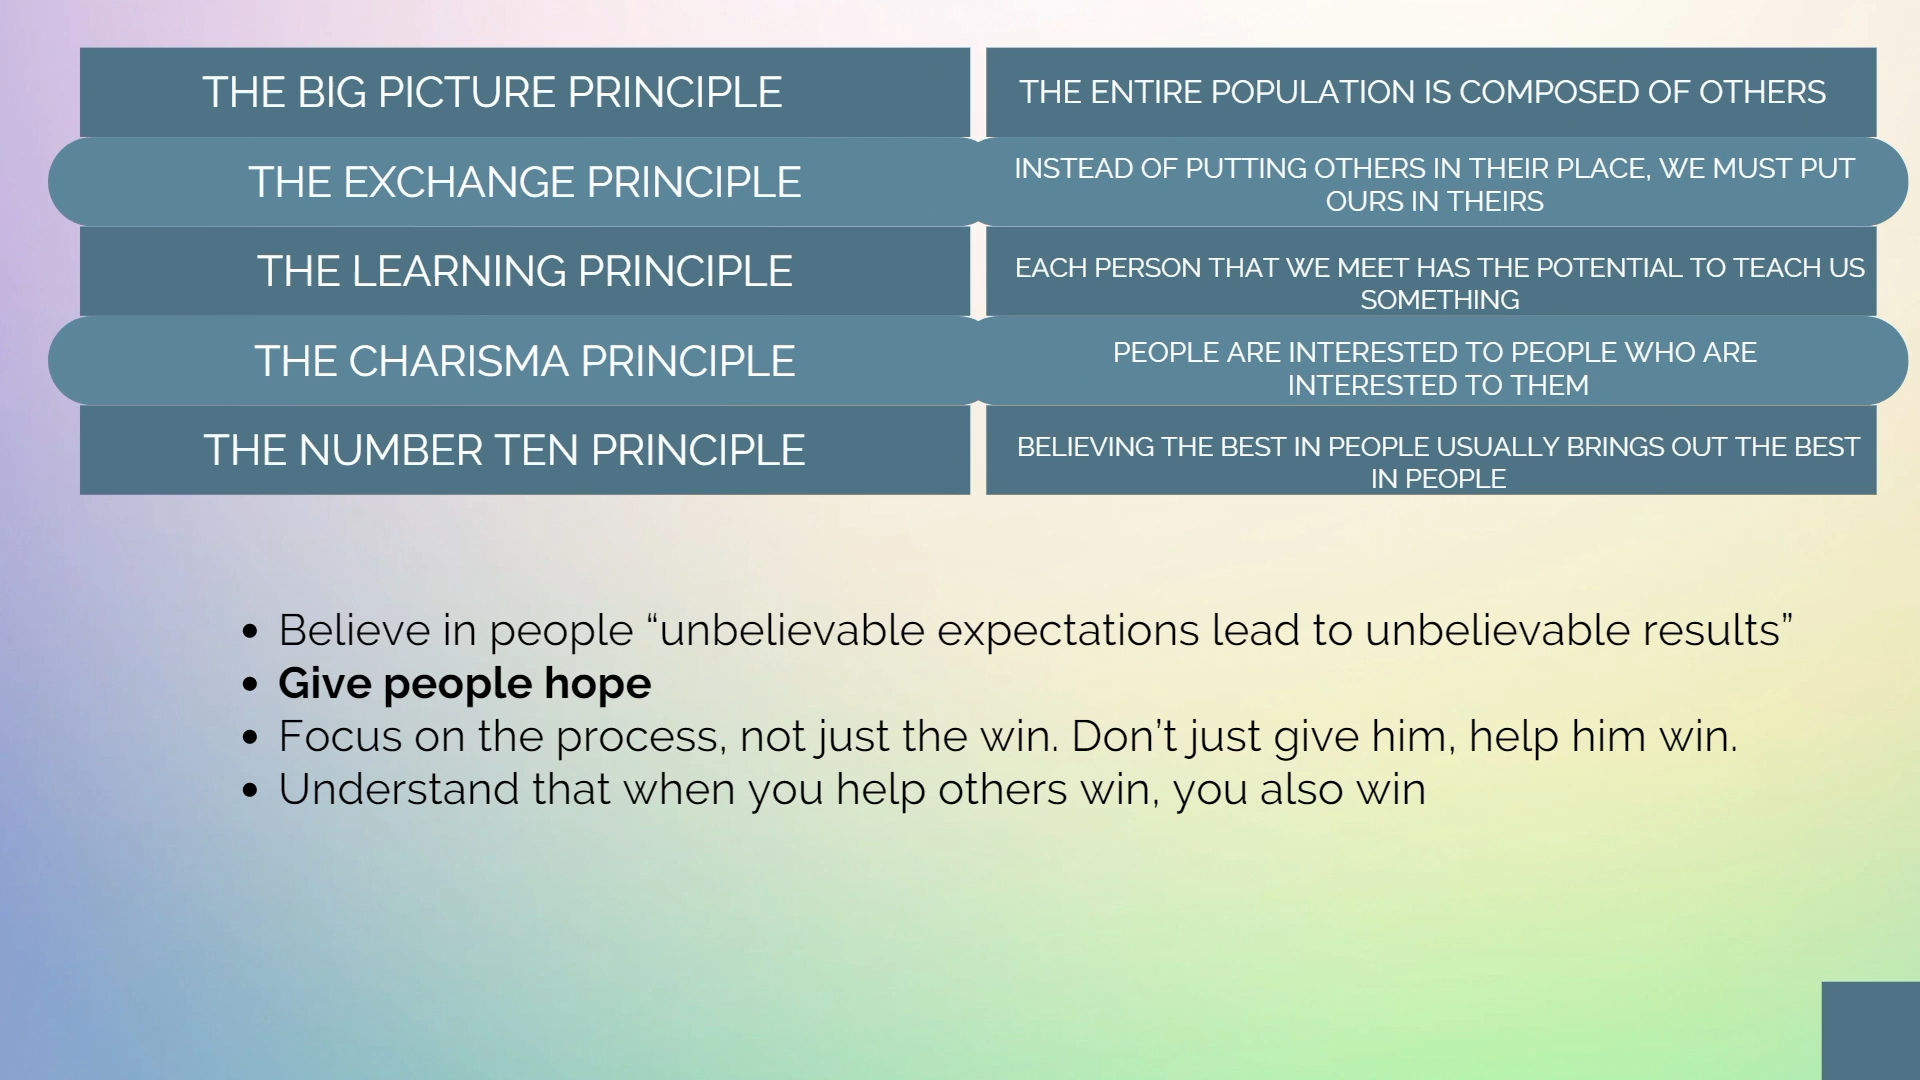 THE BIG PICTURE PRINCIPLE
THE ENTIRE POPULATION IS COMPOSED OF OTHERS
THE EXCHANGE PRINCIPLE
INSTEAD OF PUTTING OTHERS IN THEIR PLACE, WE MUST PUT
OURS IN THEIRS
THE LEARNING PRINCIPLE
EACH PERSON THAT WE MEET HAS THE POTENTIAL TO TEACH US
SOMETHING
THE CHARISMA PRINCIPLE
PEOPLE ARE INTERESTED TO PEOPLE WHO ARE
INTERESTED TO THEM
THE NUMBER TEN PRINCIPLE
BELIEVING THE BEST IN PEOPLE USUALLY BRINGS OUT THE BEST
IN PEOPLE
• Believe in people “unbelievable expectations lead to unbelievable results”
• Give people hope
• Focus on the process, not just the win. Don’t just give him, help him win.
• Understand that when you help others win, you also win